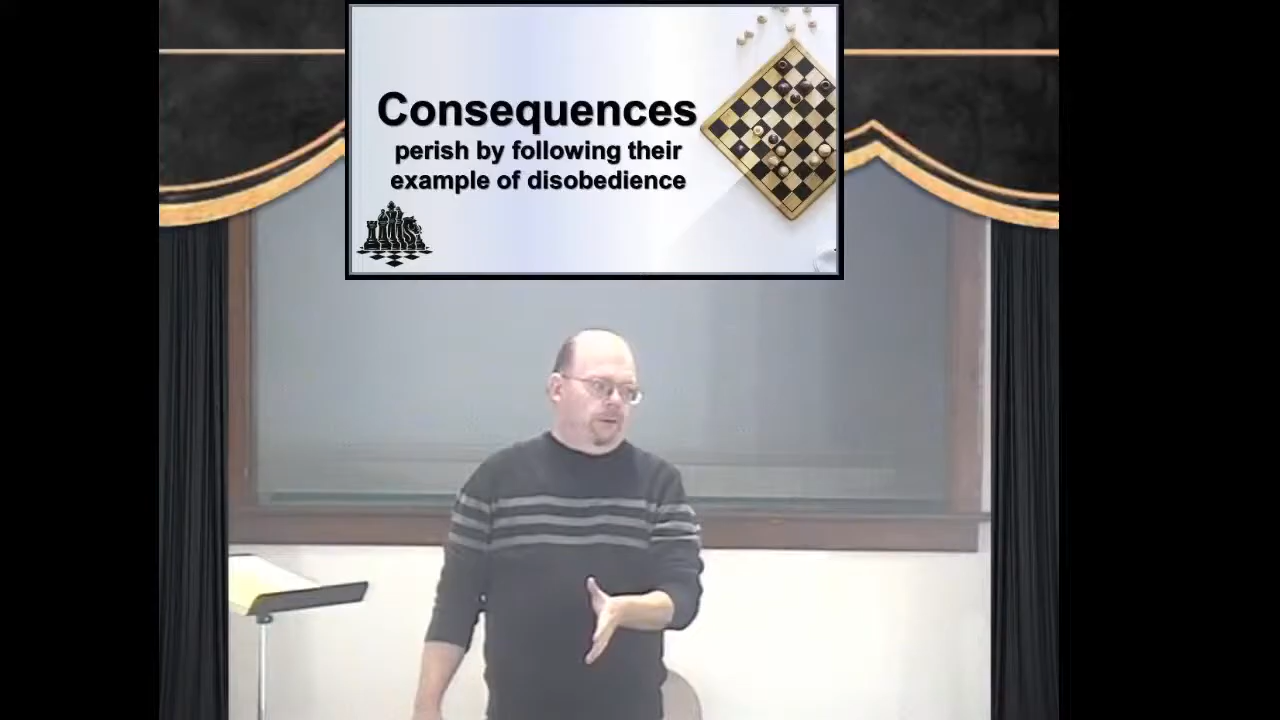 Consequences
perish by following their
example of disobedience